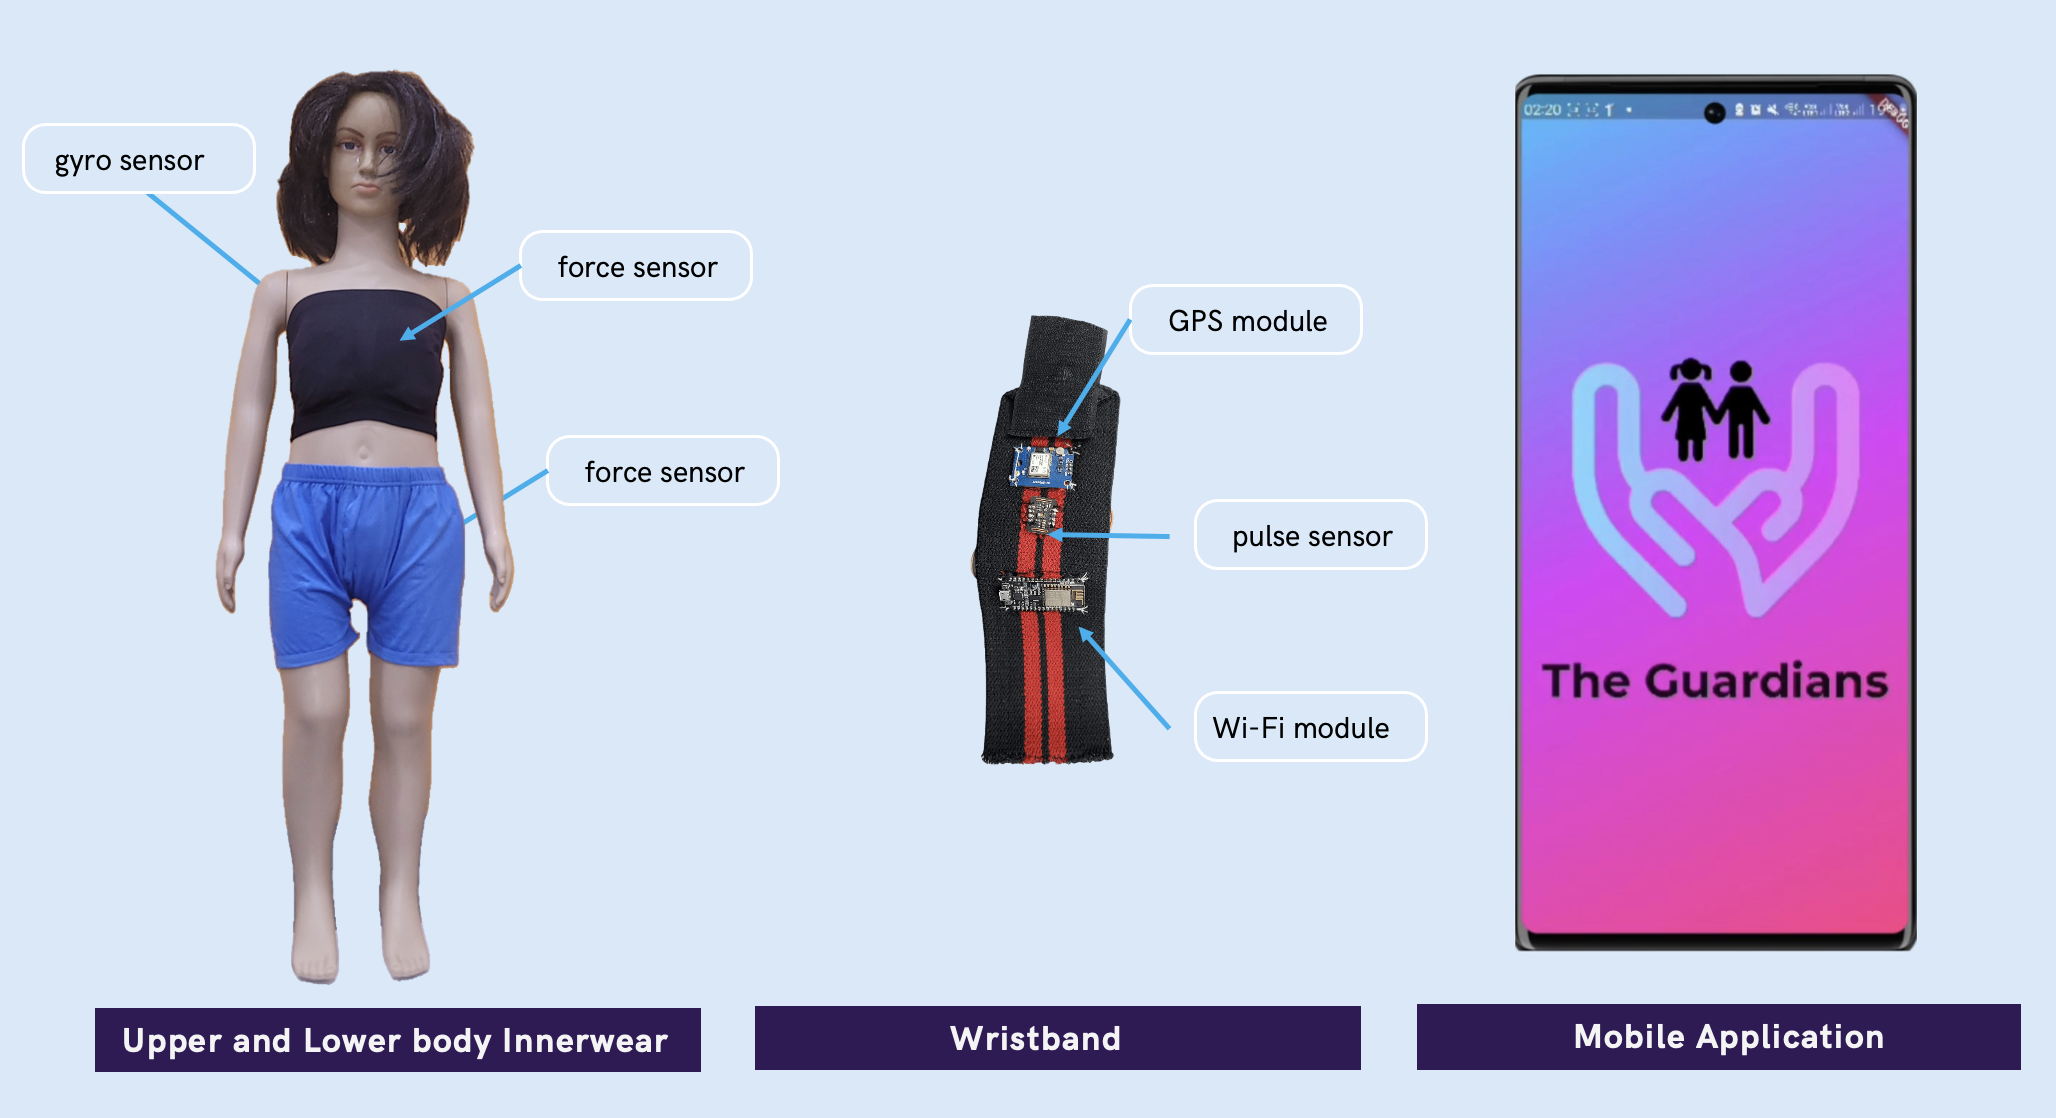 gyro sensor
force sensor
force sensor
Upper and Lower body Innerwear
GPS module
pulse sensor
Wi-Fi module
Wristband
02:20
The Guardians
Mobile Application